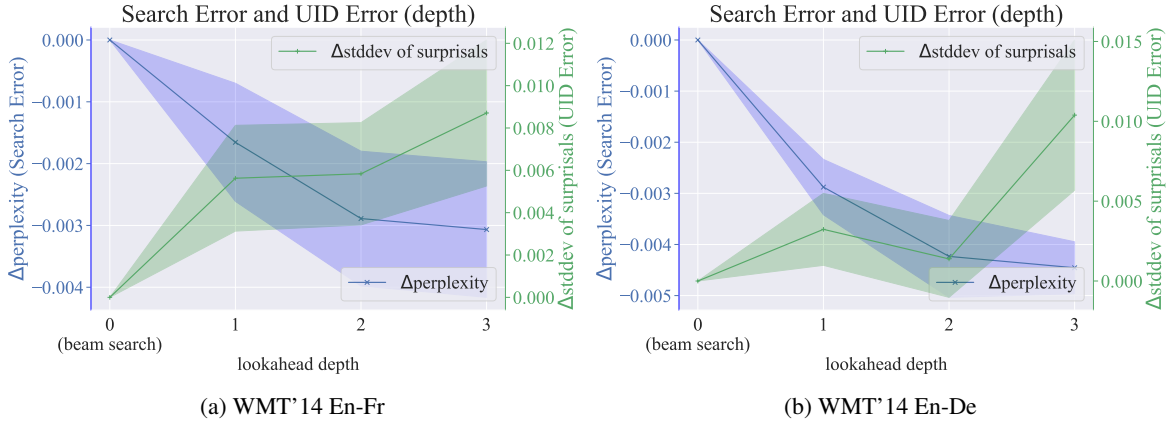 Search Error and UID Error (depth)
Δperplexity (Search Error)
0.000
−0.001
−0.002
−0.003
−0.004
Δstddev of surprisals
Δperplexity
0.012
0.010
0.008
0.006
0.004
0.002
0.000
Δstddev of surprisals (UID Error)
0 1 2 3
(beam search)
lookahead depth
(a) WMT’14 En-Fr
Search Error and UID Error (depth)
Δperplexity (Search Error)
0.000
−0.001
−0.002
−0.003
−0.004
−0.005
Δstddev of surprisals
Δperplexity
0.015
0.010
0.005
0.000
Δstddev of surprisals (UID Error)
0 1 2 3
(beam search)
lookahead depth
(b) WMT’14 En-De